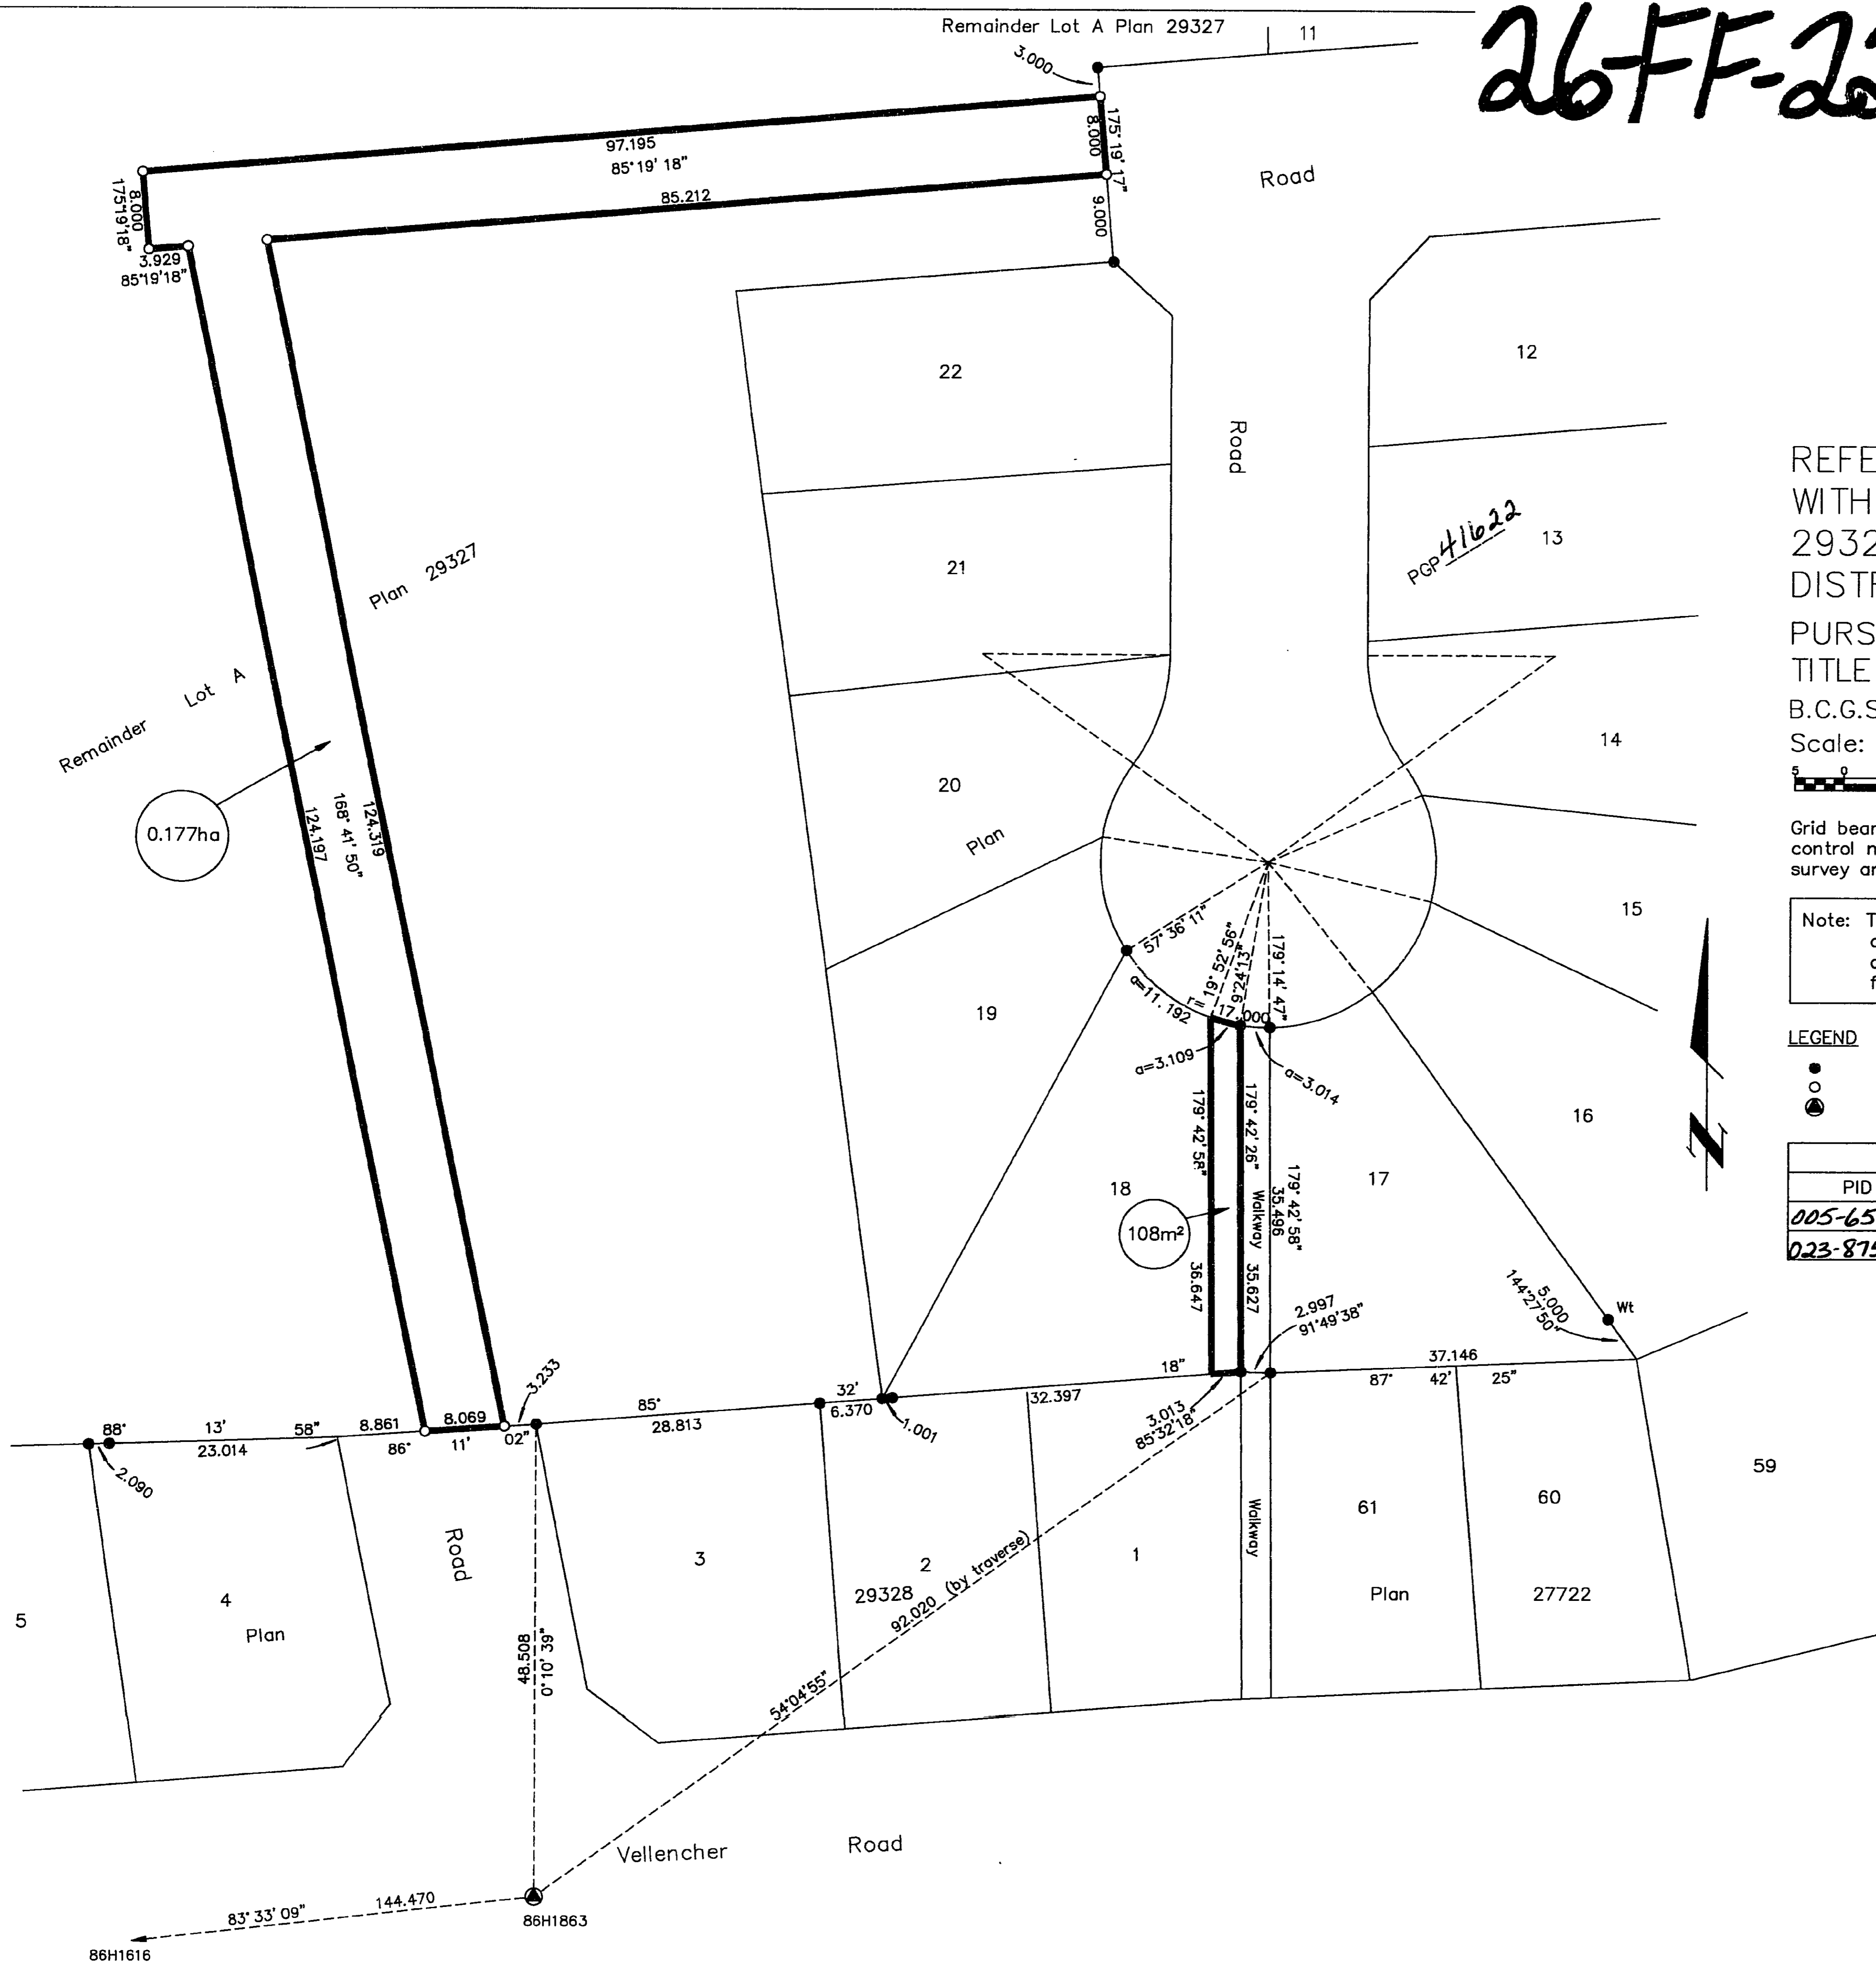 Remainder Lot A Plan 29327
11
26-FF-22
3.000
97.195
85°19' 18"
85.212
175°19' 17"
8.000
9.000
Road
8.000
175°19'18"
3.929
85°19'18"
22
12
Road
REFE
WITH
2932
DISTR
PURS
TITLE
B.C.G.S
Scale:
5 0
PGP 41622
13
21
Plan 29327
Remainder Lot A
14
20
Plan
0.177ha
124.197
168° 41' 50"
124.319
Grid bear
control n
survey ar
15
Note: T
57° 36' 11"
r= 17.000
19° 52' 56"
9°24'13"
179° 14' 47"
a=11.192
19
a=3.109
a=3.014
LEGEND
16
179° 42' 58"
179° 42' 26"
179° 42' 58"
35.496
17
18
Walkway
108m²
36.647
35.627
PID
005-65
023-875
2.997
91°49'38"
5.000
144°27'50"
Wt
37.146
87° 42' 25"
18"
3.013
85°32'18"
32.397
3.233
32'
6.370
1.001
85°
28.813
8.069
8.861
86° 11' 02"
88° 13' 58"
23.014
2.090
59
60
61
Walkway
1
2
3
29328
Road
4
Plan
5
Plan
27722
92.020 (by traverse)
54°04'55"
48.508
0°10' 39"
Vellencher Road
144.470
83° 33' 09"
86H1863
86H1616
N